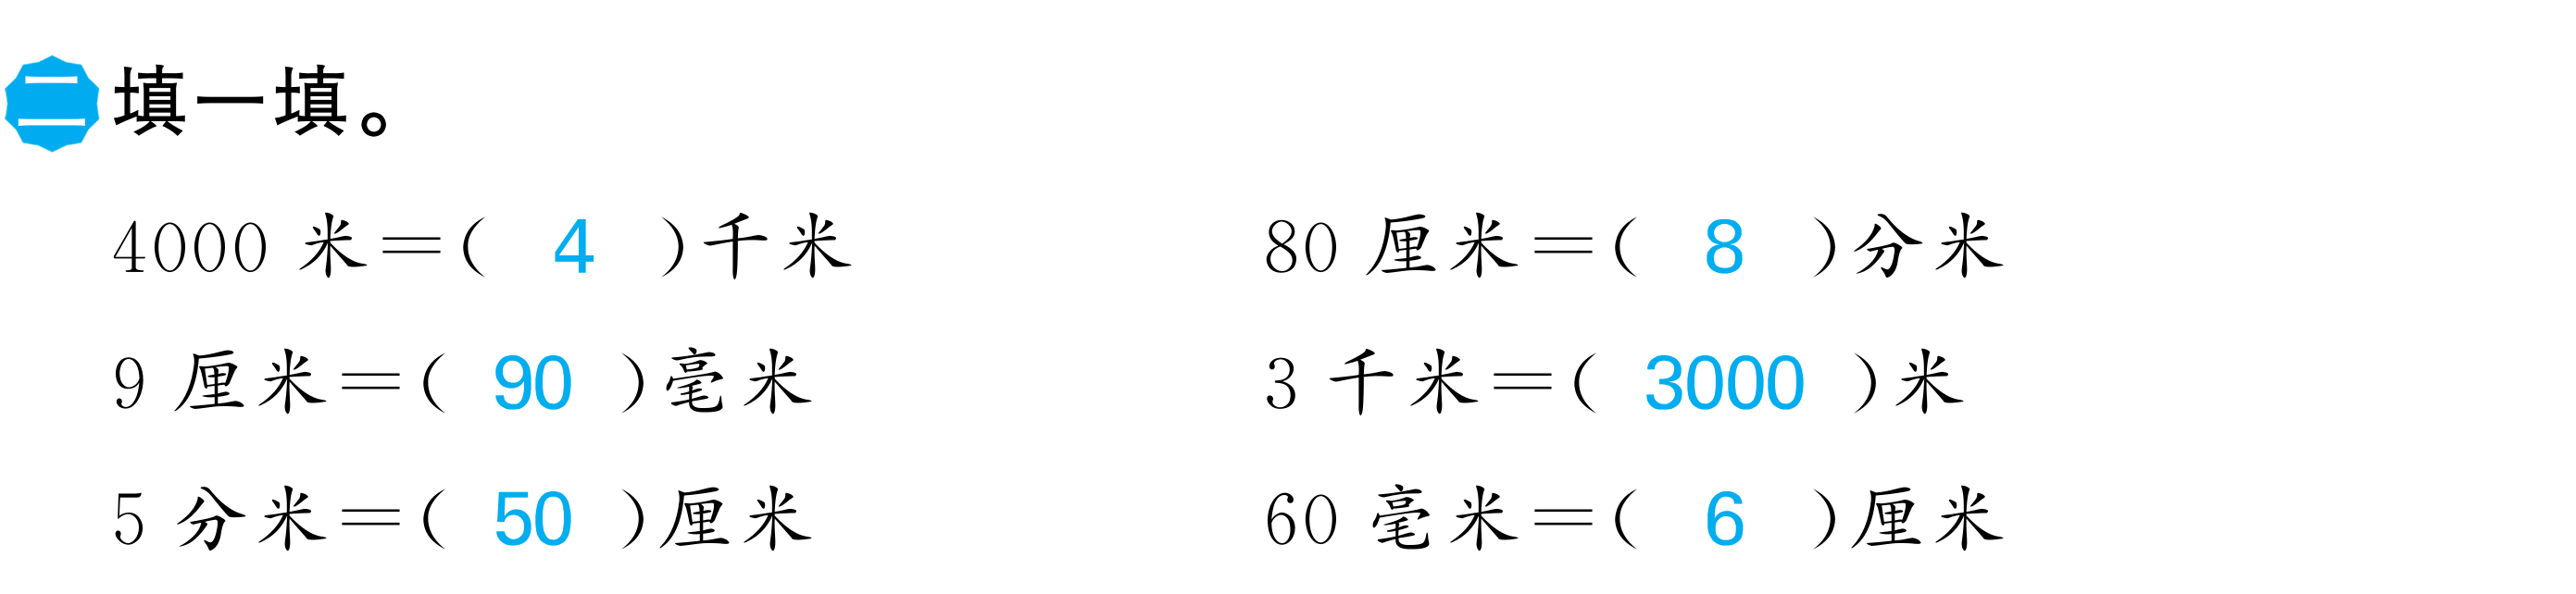 二 填一填。
4000 米=( 4 )千米 80 厘米=( 8 )分米
9 厘米=( 90 )毫米 3 千米=( 3000 )米
5 分米=( 50 )厘米 60 毫米=( 6 )厘米